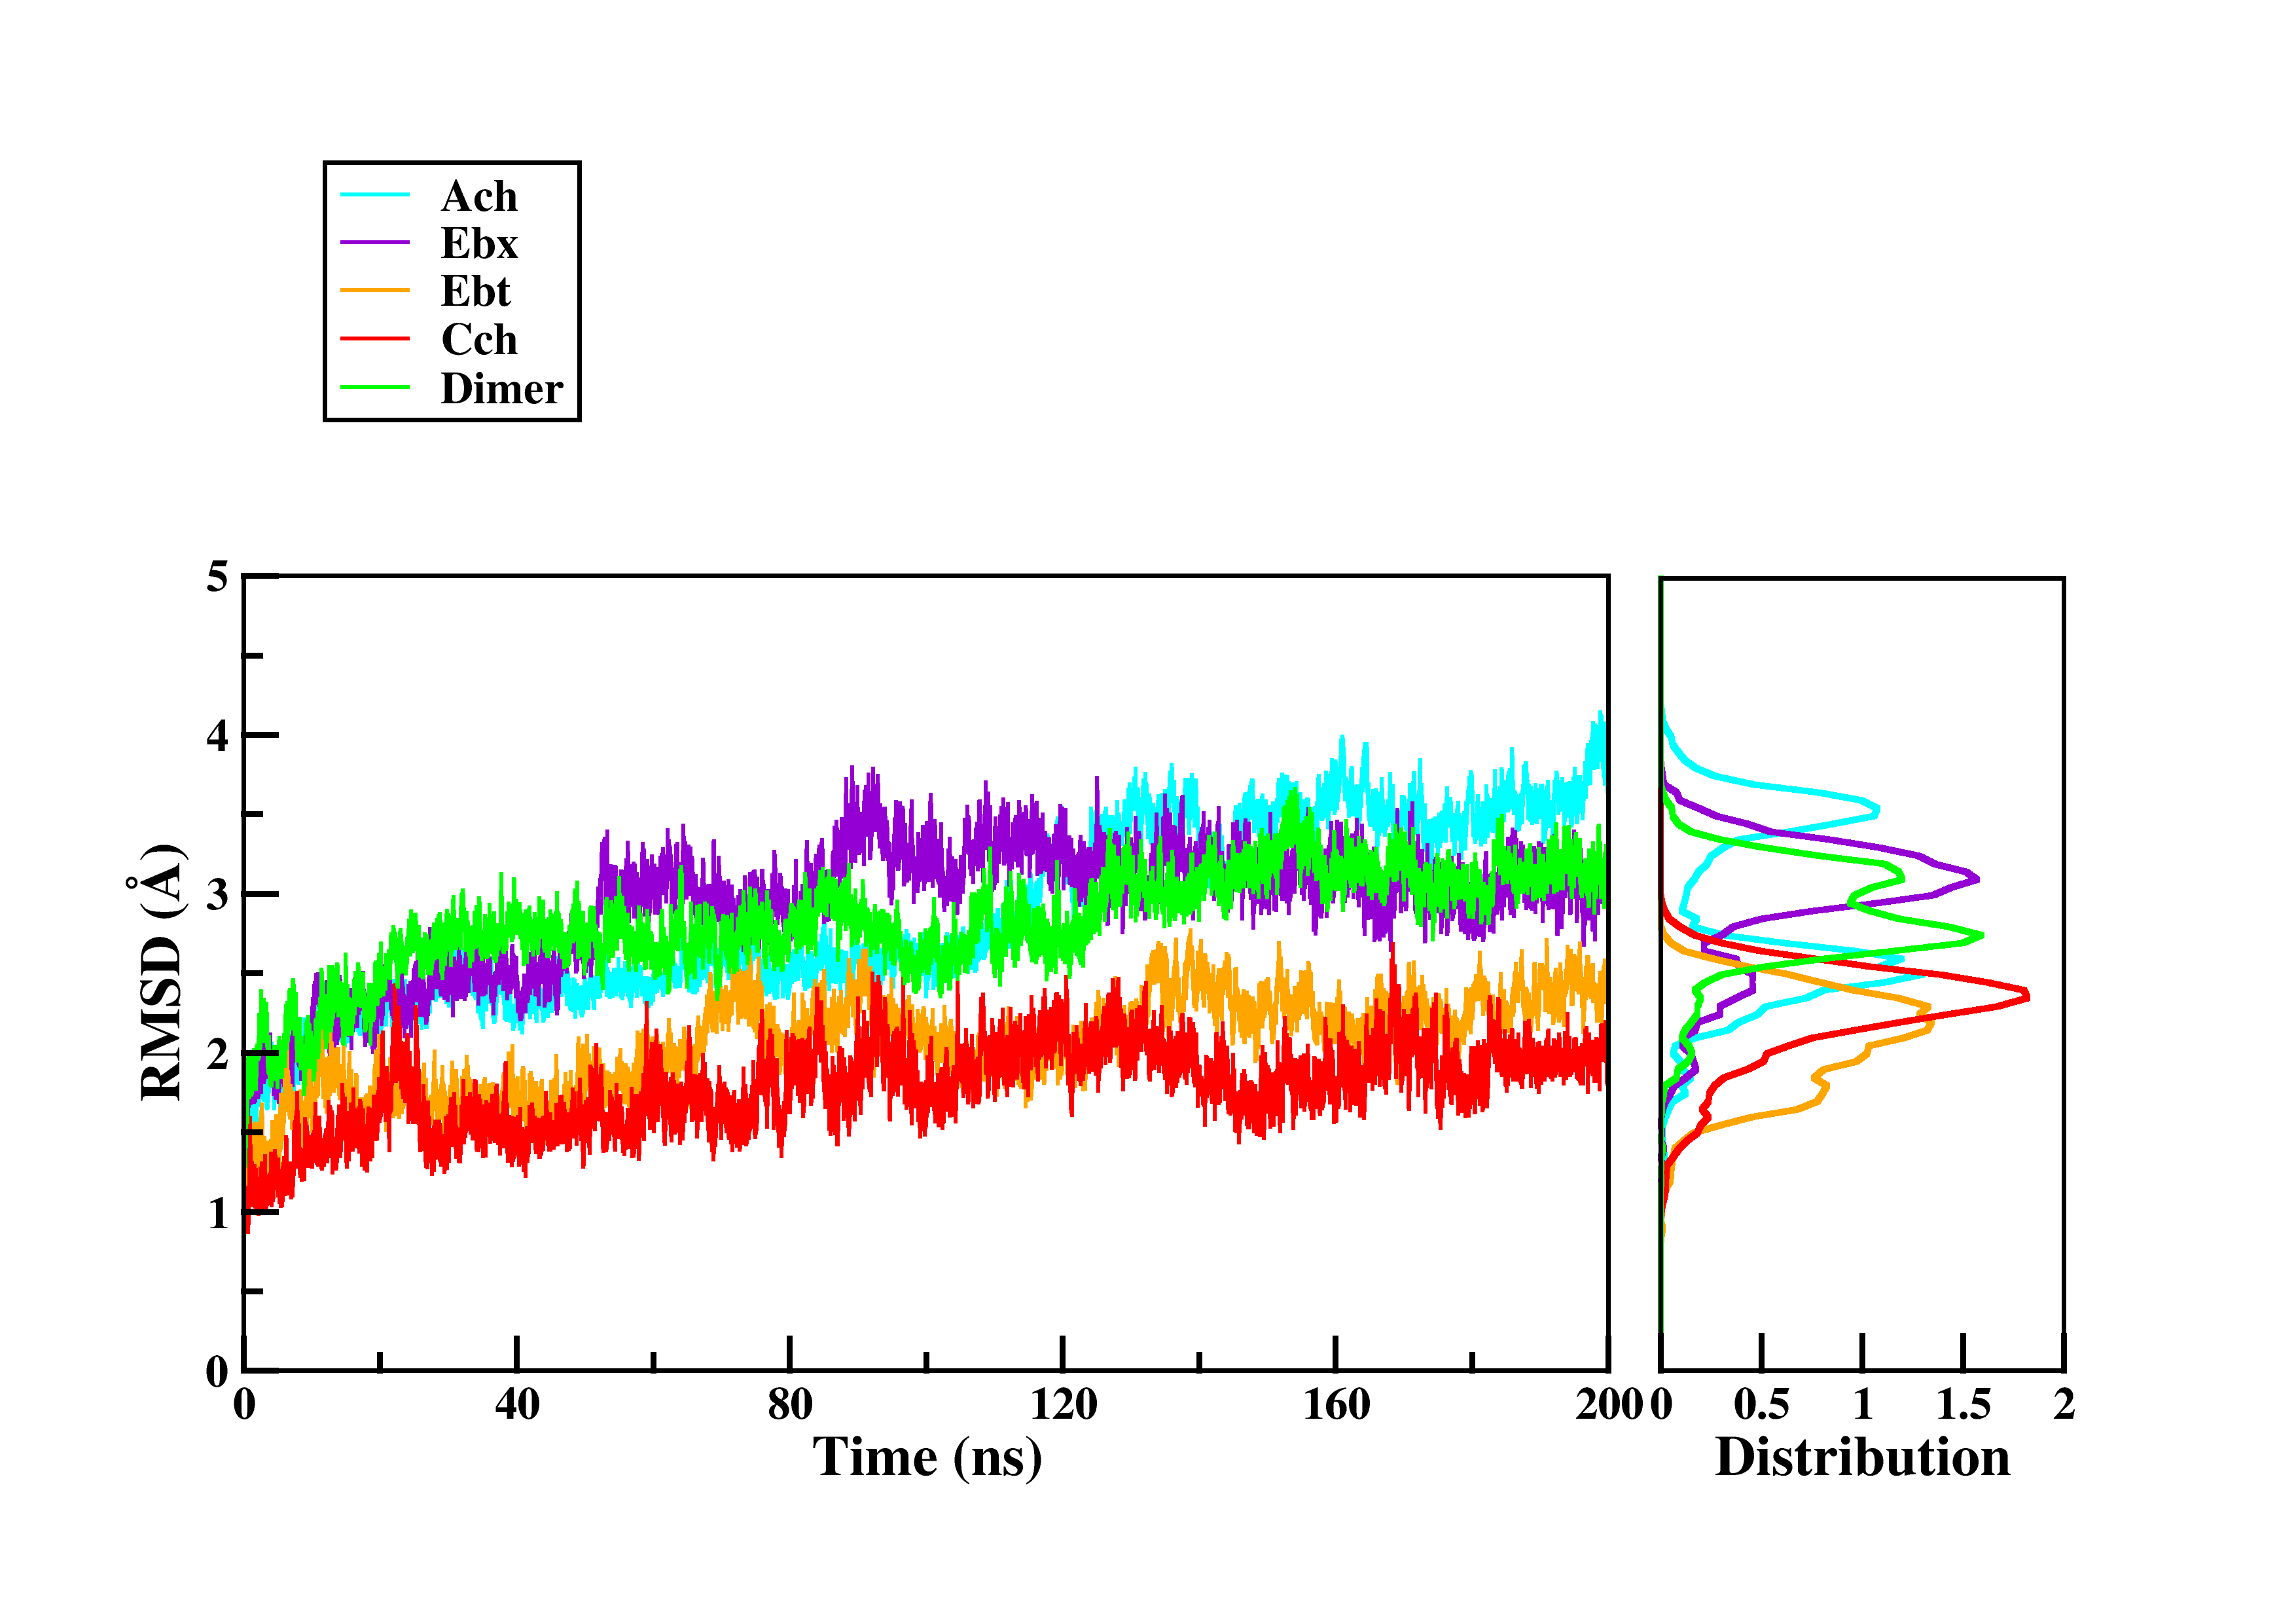 Ach
Ebx
Ebt
Cch
Dimer
5
4
3
2
1
0
RMSD (Å)
0 40 80 120 160 200
Time (ns)
0 0.5 1 1.5 2
Distribution